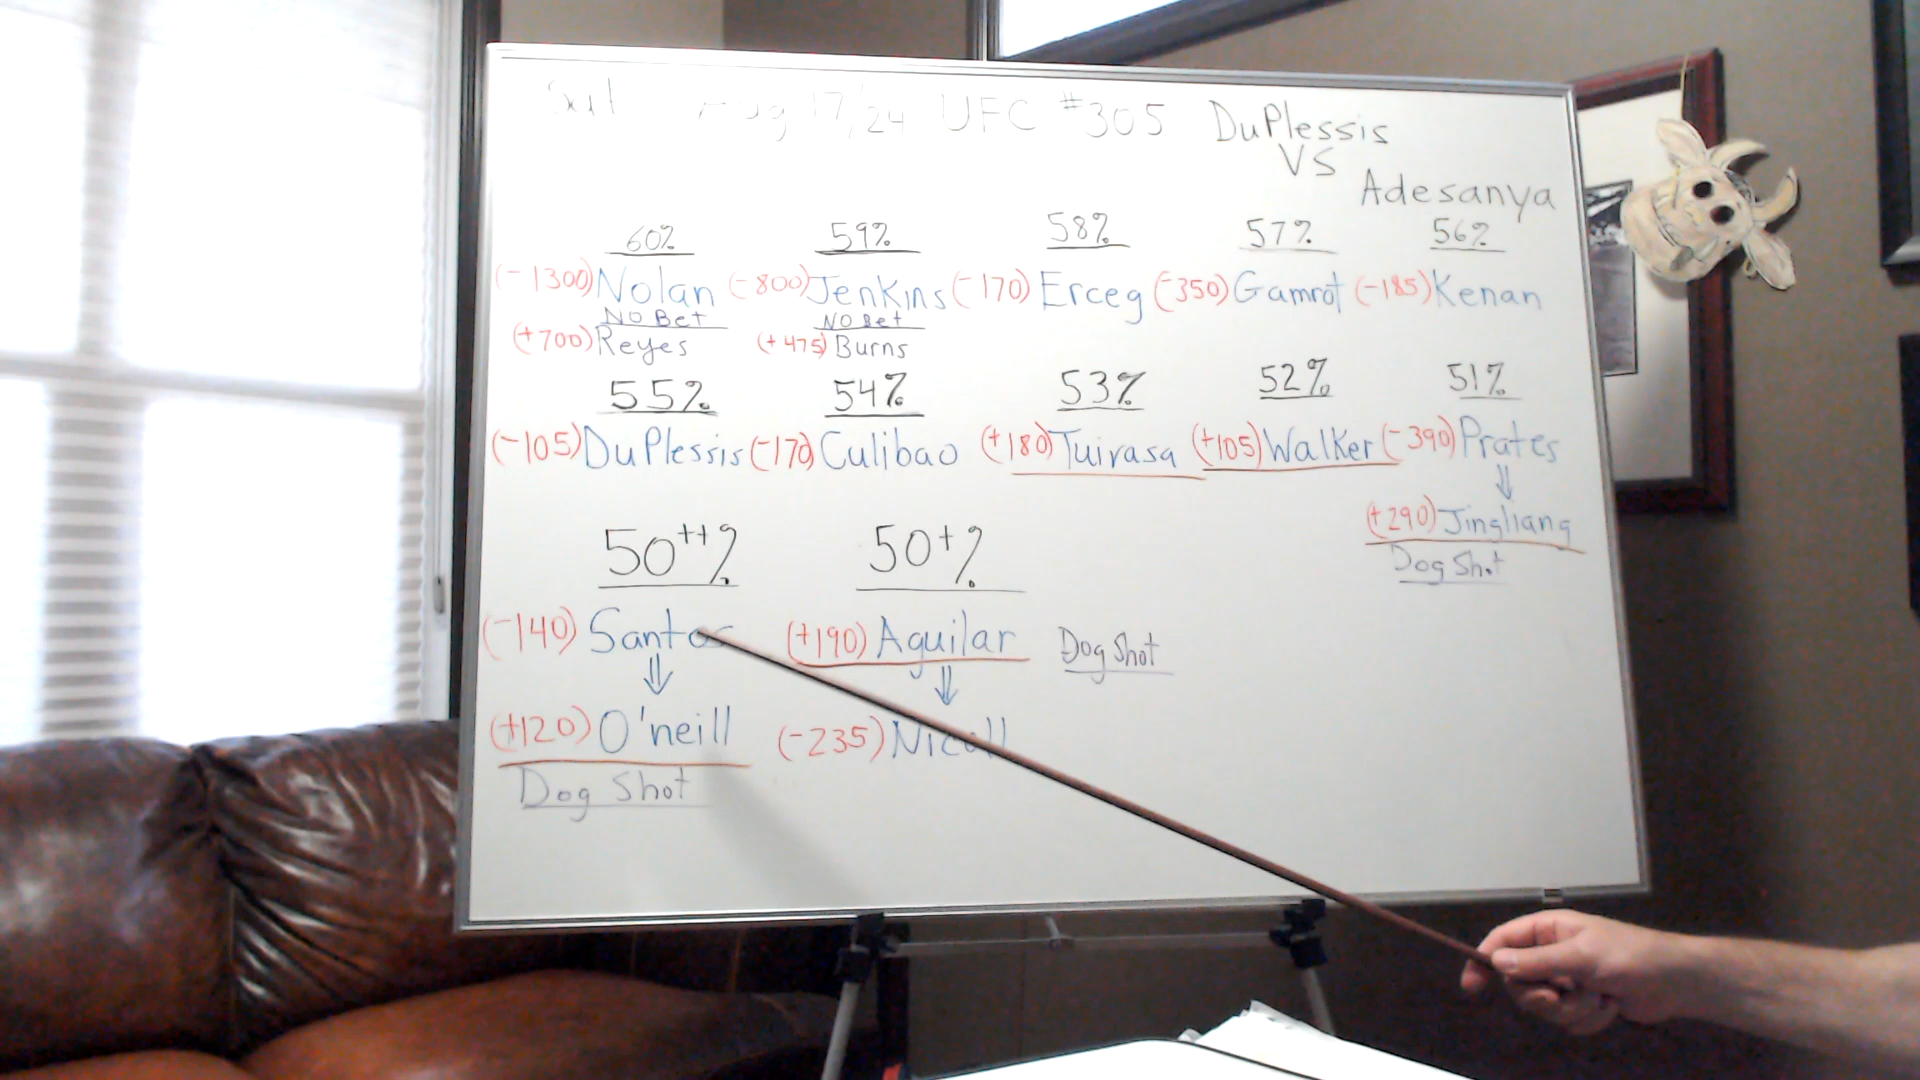 Sat Aug 17/24 UFC #305 DuPlessis
VS
Adesanya
60% 59% 58% 57% 56%
(-1300) Nolan (-800) Jenkins (-170) Erceg (-350) Gamrot (-185) Kenan
No Bet No Bet
(+700) Reyes (+475) Burns
55% 54% 53% 52% 51%
(-105) DuPlessis (-170) Culibao (+180) Tuivasa (+105) Walker (-390) Prates
⇓
(+290) Jingliang
Dog Shot
50++% 50+%
(-140) Santos (+190) Aguilar Dog Shot
⇓ ⇓
(+120) O'neill (-235) Nicoll
Dog Shot